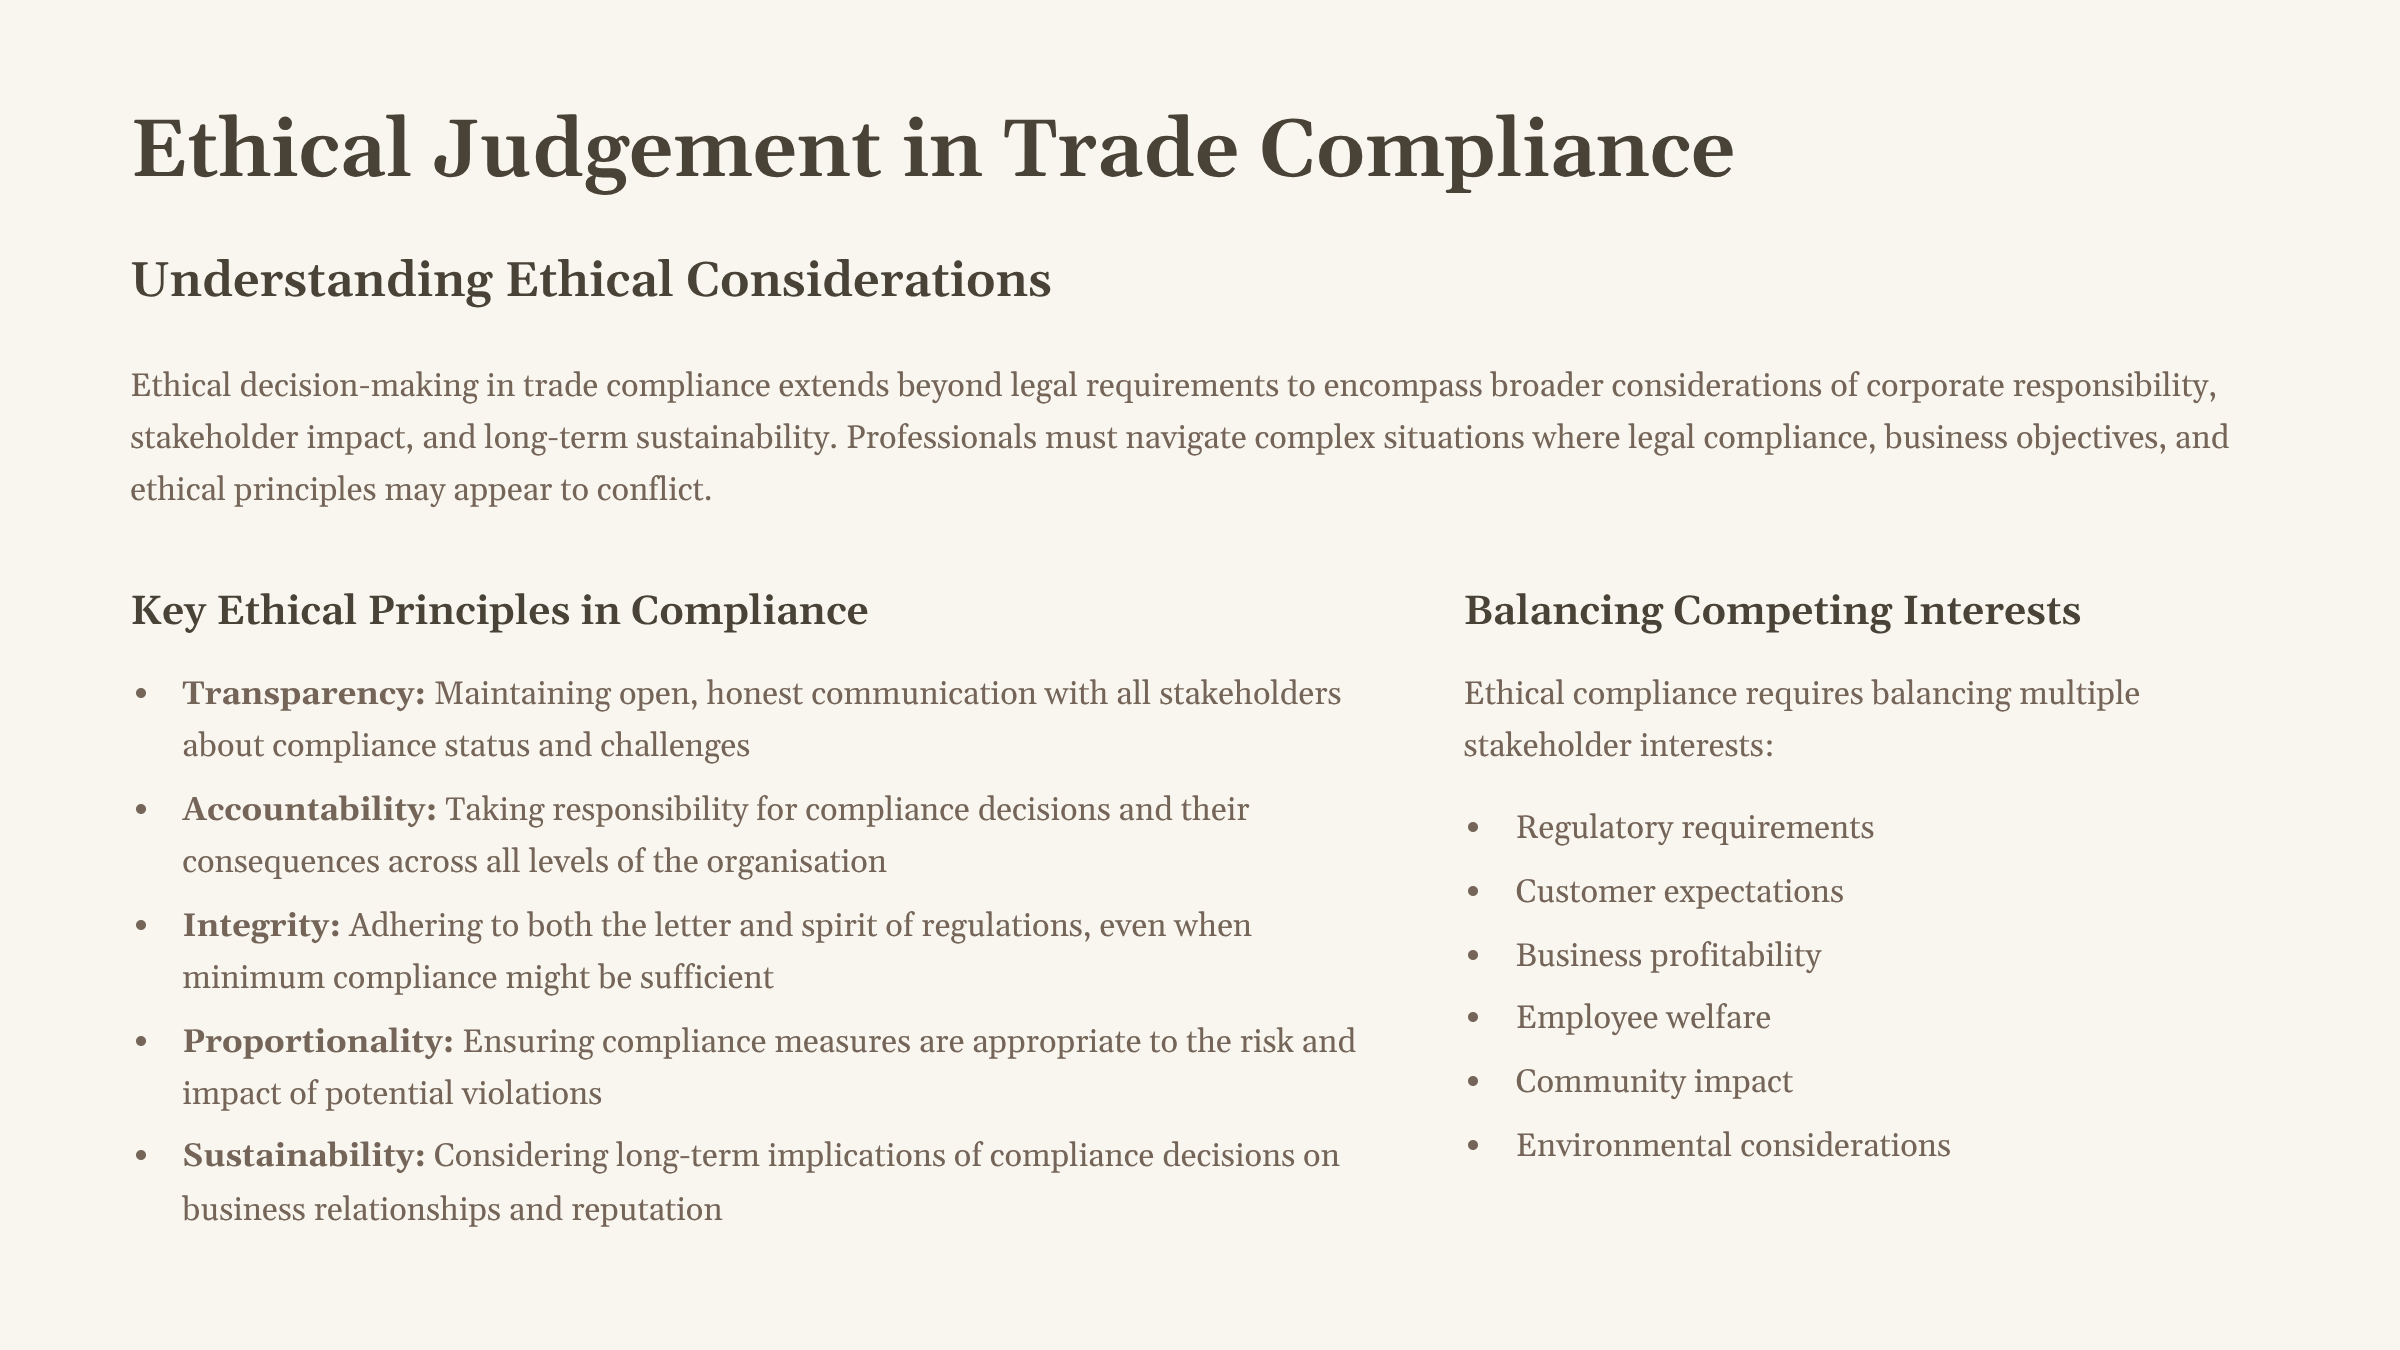 Ethical Judgement in Trade Compliance
Understanding Ethical Considerations
Ethical decision-making in trade compliance extends beyond legal requirements to encompass broader considerations of corporate responsibility,
stakeholder impact, and long-term sustainability. Professionals must navigate complex situations where legal compliance, business objectives, and
ethical principles may appear to conflict.
Key Ethical Principles in Compliance
• Transparency: Maintaining open, honest communication with all stakeholders
about compliance status and challenges
• Accountability: Taking responsibility for compliance decisions and their
consequences across all levels of the organisation
• Integrity: Adhering to both the letter and spirit of regulations, even when
minimum compliance might be sufficient
• Proportionality: Ensuring compliance measures are appropriate to the risk and
impact of potential violations
• Sustainability: Considering long-term implications of compliance decisions on
business relationships and reputation
Balancing Competing Interests
Ethical compliance requires balancing multiple
stakeholder interests:
• Regulatory requirements
• Customer expectations
• Business profitability
• Employee welfare
• Community impact
• Environmental considerations